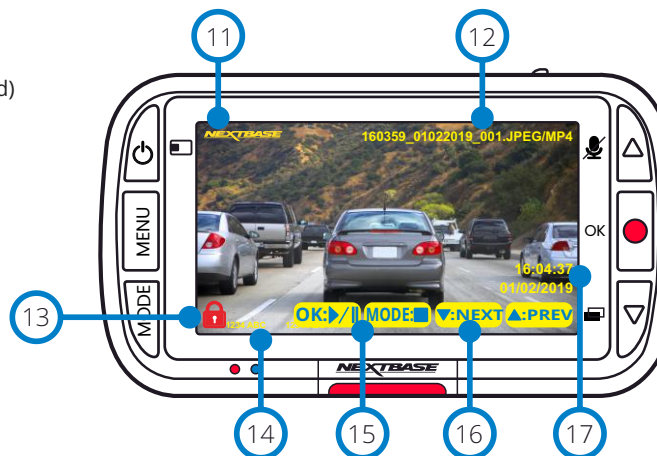 d)
11
12
NEXTBASE
160359_01022019_001.JPEG/MP4
MENU
OK
16:04:37
01/02/2019
MODE
13
OK:▶/II MODE:■ ▼:NEXT ▲:PREV
NEXTBASE
14
15
16
17